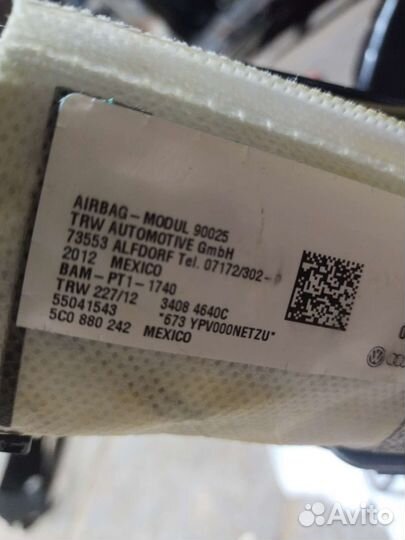 AIRBAG-MODUL 90025
TRW AUTOMOTIVE GmbH
73553 ALFDORF Tel. 07172/302-
2012 MEXICO
BAM-PT1-1740
TRW 227/12 3408 4640C
55041543 *673 YPV000NETZU*
5C0 880 242 MEXICO
Avito